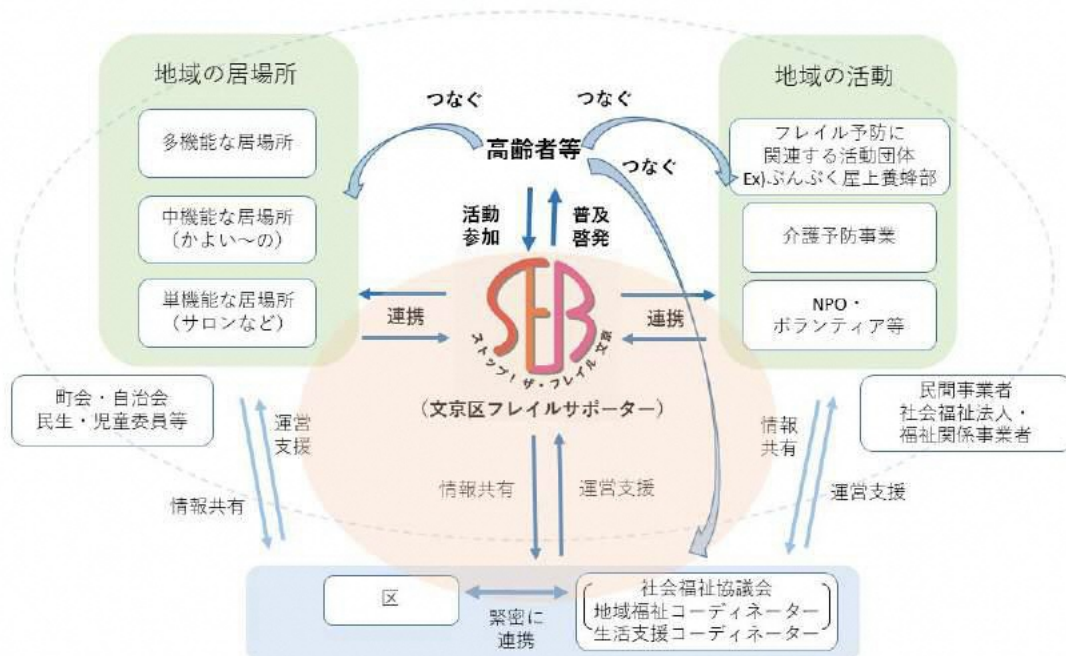 地域の居場所
多機能な居場所
中機能な居場所
(かよい～の)
単機能な居場所
(サロンなど)
つなぐ
つなぐ
高齢者等
つなぐ
活動
参加
普及
啓発
地域の活動
フレイル予防に
関連する活動団体
Ex)ぶんぷく屋上養蜂部
介護予防事業
NPO・
ボランティア等
連携
SFB
ストップ！ザ・フレイル 文京
連携
(文京区フレイルサポーター)
町会・自治会
民生・児童委員等
民間事業者
社会福祉法人・
福祉関係事業者
運営
支援
情報共有
情報共有
運営支援
情報
共有
運営支援
区
緊密に
連携
社会福祉協議会
地域福祉コーディネーター
生活支援コーディネーター